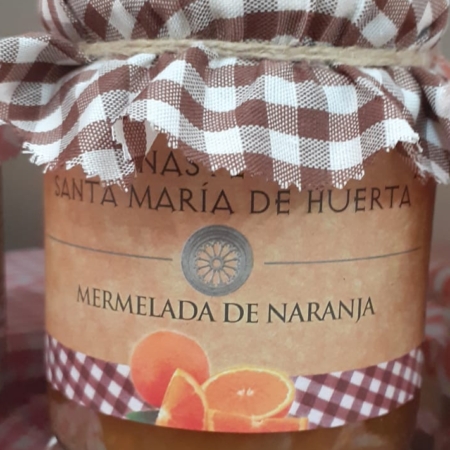 SANTA MARÍA DE HUERTA
MERMELADA DE NARANJA